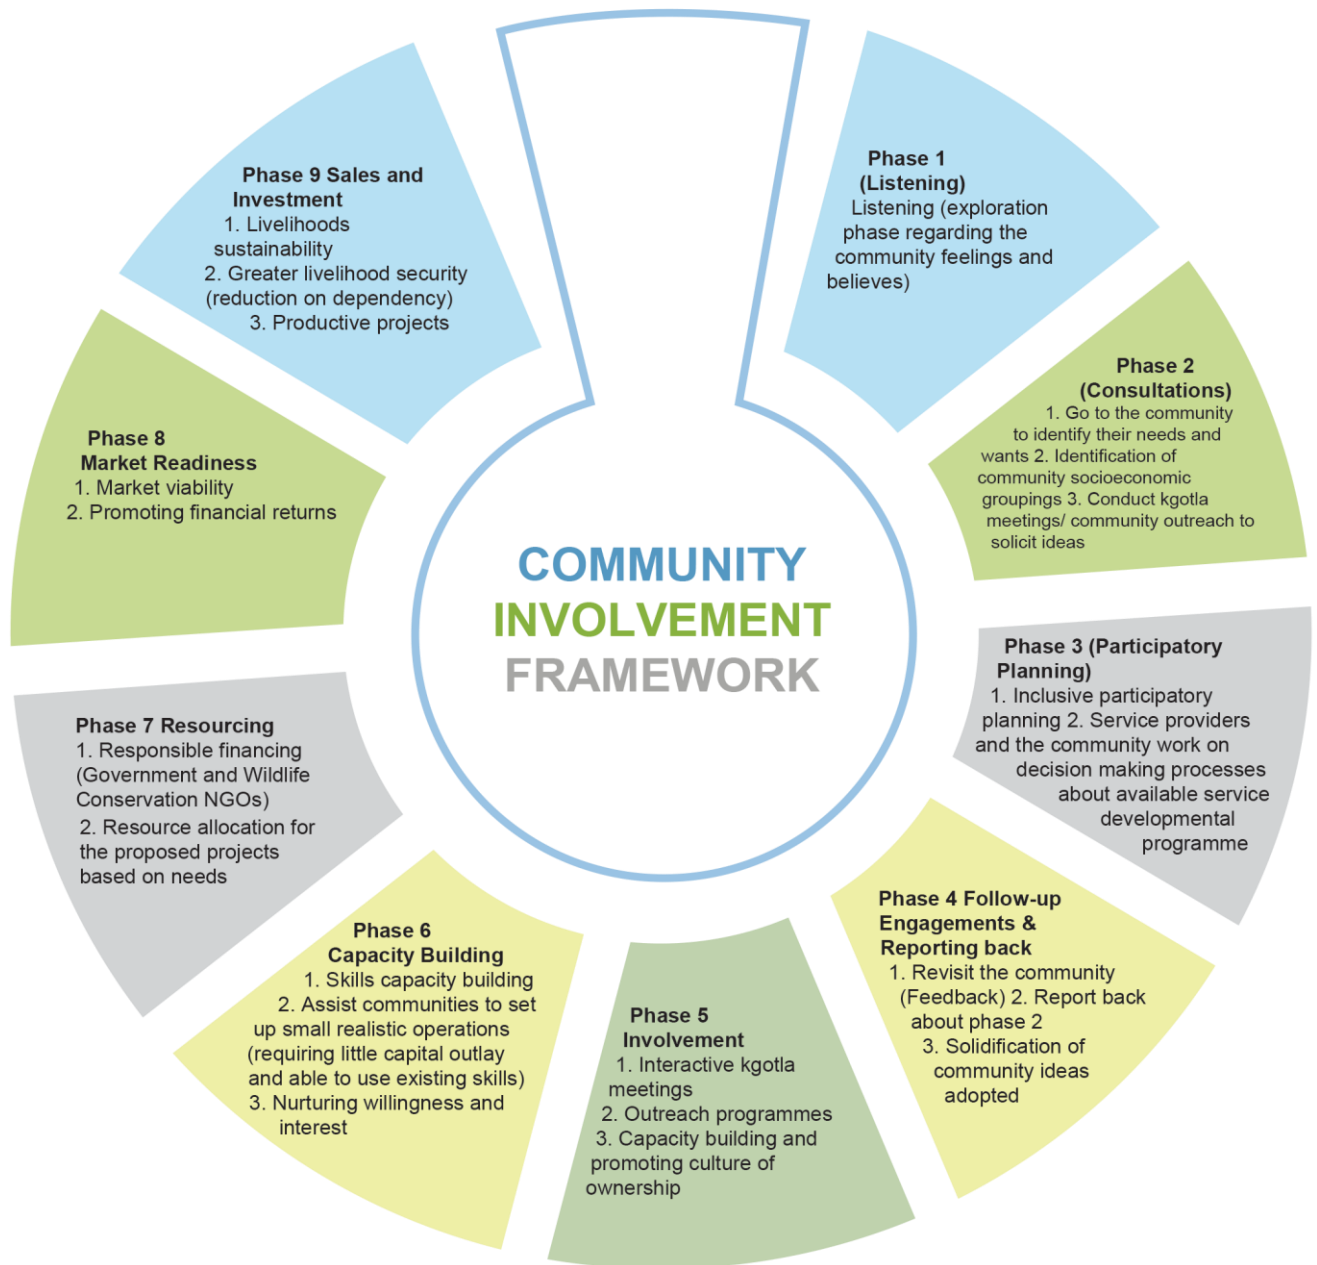 COMMUNITY
INVOLVEMENT
FRAMEWORK
Phase 1
(Listening)
Listening (exploration
phase regarding the
community feelings and
believes)
Phase 2
(Consultations)
1. Go to the community
to identify their needs and
wants 2. Identification of
community socioeconomic
groupings 3. Conduct kgotla
meetings/ community outreach to
solicit ideas
Phase 3 (Participatory
Planning)
1. Inclusive participatory
planning 2. Service providers
and the community work on
decision making processes
about available service
developmental
programme
Phase 4 Follow-up
Engagements &
Reporting back
1. Revisit the community
(Feedback) 2. Report back
about phase 2
3. Solidification of
community ideas
adopted
Phase 5
Involvement
1. Interactive kgotla
meetings
2. Outreach programmes
3. Capacity building and
promoting culture of
ownership
Phase 6
Capacity Building
1. Skills capacity building
2. Assist communities to set
up small realistic operations
(requiring little capital outlay
and able to use existing skills)
3. Nurturing willingness and
interest
Phase 7 Resourcing
1. Responsible financing
(Government and Wildlife
Conservation NGOs)
2. Resource allocation for
the proposed projects
based on needs
Phase 8
Market Readiness
1. Market viability
2. Promoting financial returns
Phase 9 Sales and
Investment
1. Livelihoods
sustainability
2. Greater livelihood security
(reduction on dependency)
3. Productive projects